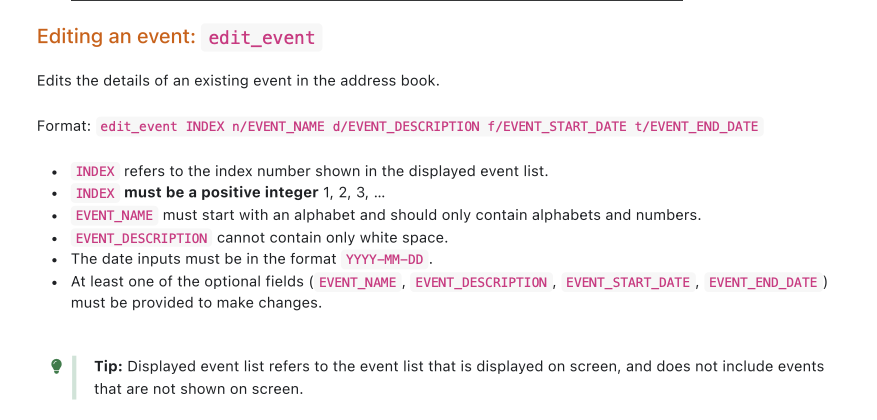 Editing an event: edit_event
Edits the details of an existing event in the address book.
Format: edit_event INDEX n/EVENT_NAME d/EVENT_DESCRIPTION f/EVENT_START_DATE t/EVENT_END_DATE
• INDEX refers to the index number shown in the displayed event list.
• INDEX must be a positive integer 1, 2, 3, …
• EVENT_NAME must start with an alphabet and should only contain alphabets and numbers.
• EVENT_DESCRIPTION cannot contain only white space.
• The date inputs must be in the format YYYY-MM-DD .
• At least one of the optional fields ( EVENT_NAME , EVENT_DESCRIPTION , EVENT_START_DATE , EVENT_END_DATE )
must be provided to make changes.
Tip: Displayed event list refers to the event list that is displayed on screen, and does not include events
that are not shown on screen.